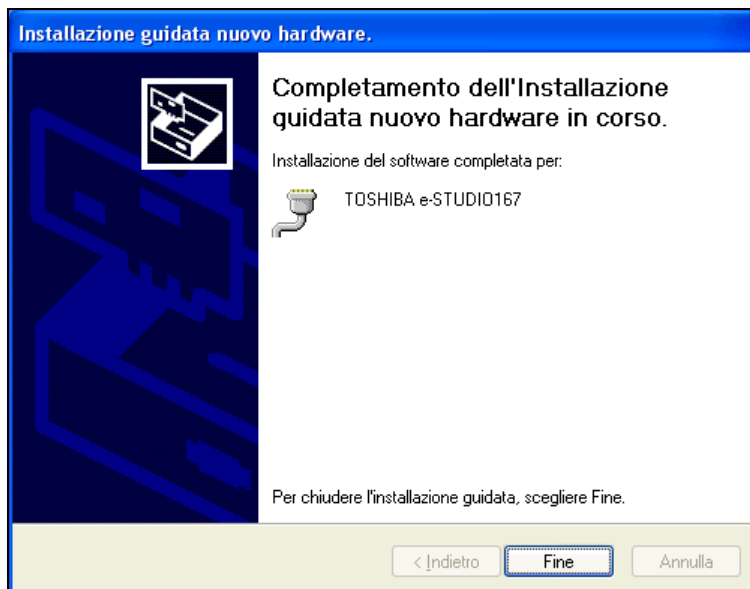 Installazione guidata nuovo hardware.
Completamento dell'Installazione
guidata nuovo hardware in corso.
Installazione del software completata per:
TOSHIBA e-STUDIO167
Per chiudere l'installazione guidata, scegliere Fine.
< Indietro
Fine
Annulla